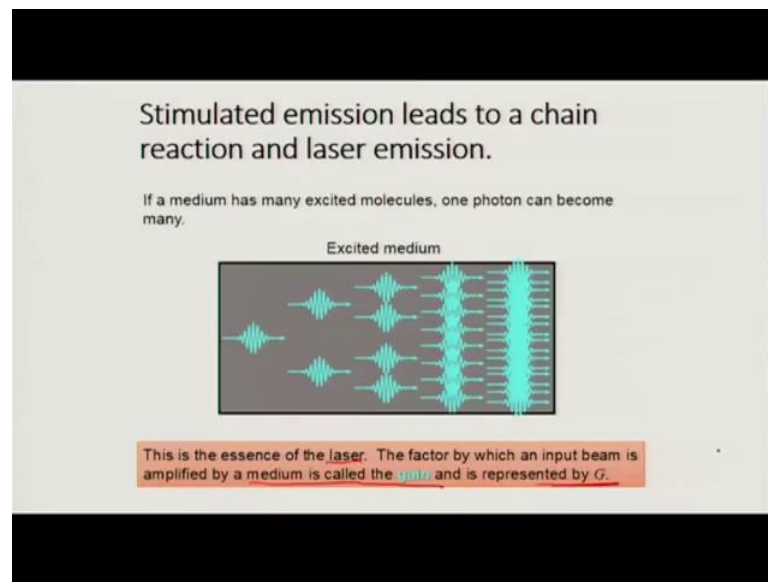 Stimulated emission leads to a chain
reaction and laser emission.
If a medium has many excited molecules, one photon can become
many.
Excited medium
This is the essence of the laser. The factor by which an input beam is
amplified by a medium is called the gain and is represented by G.